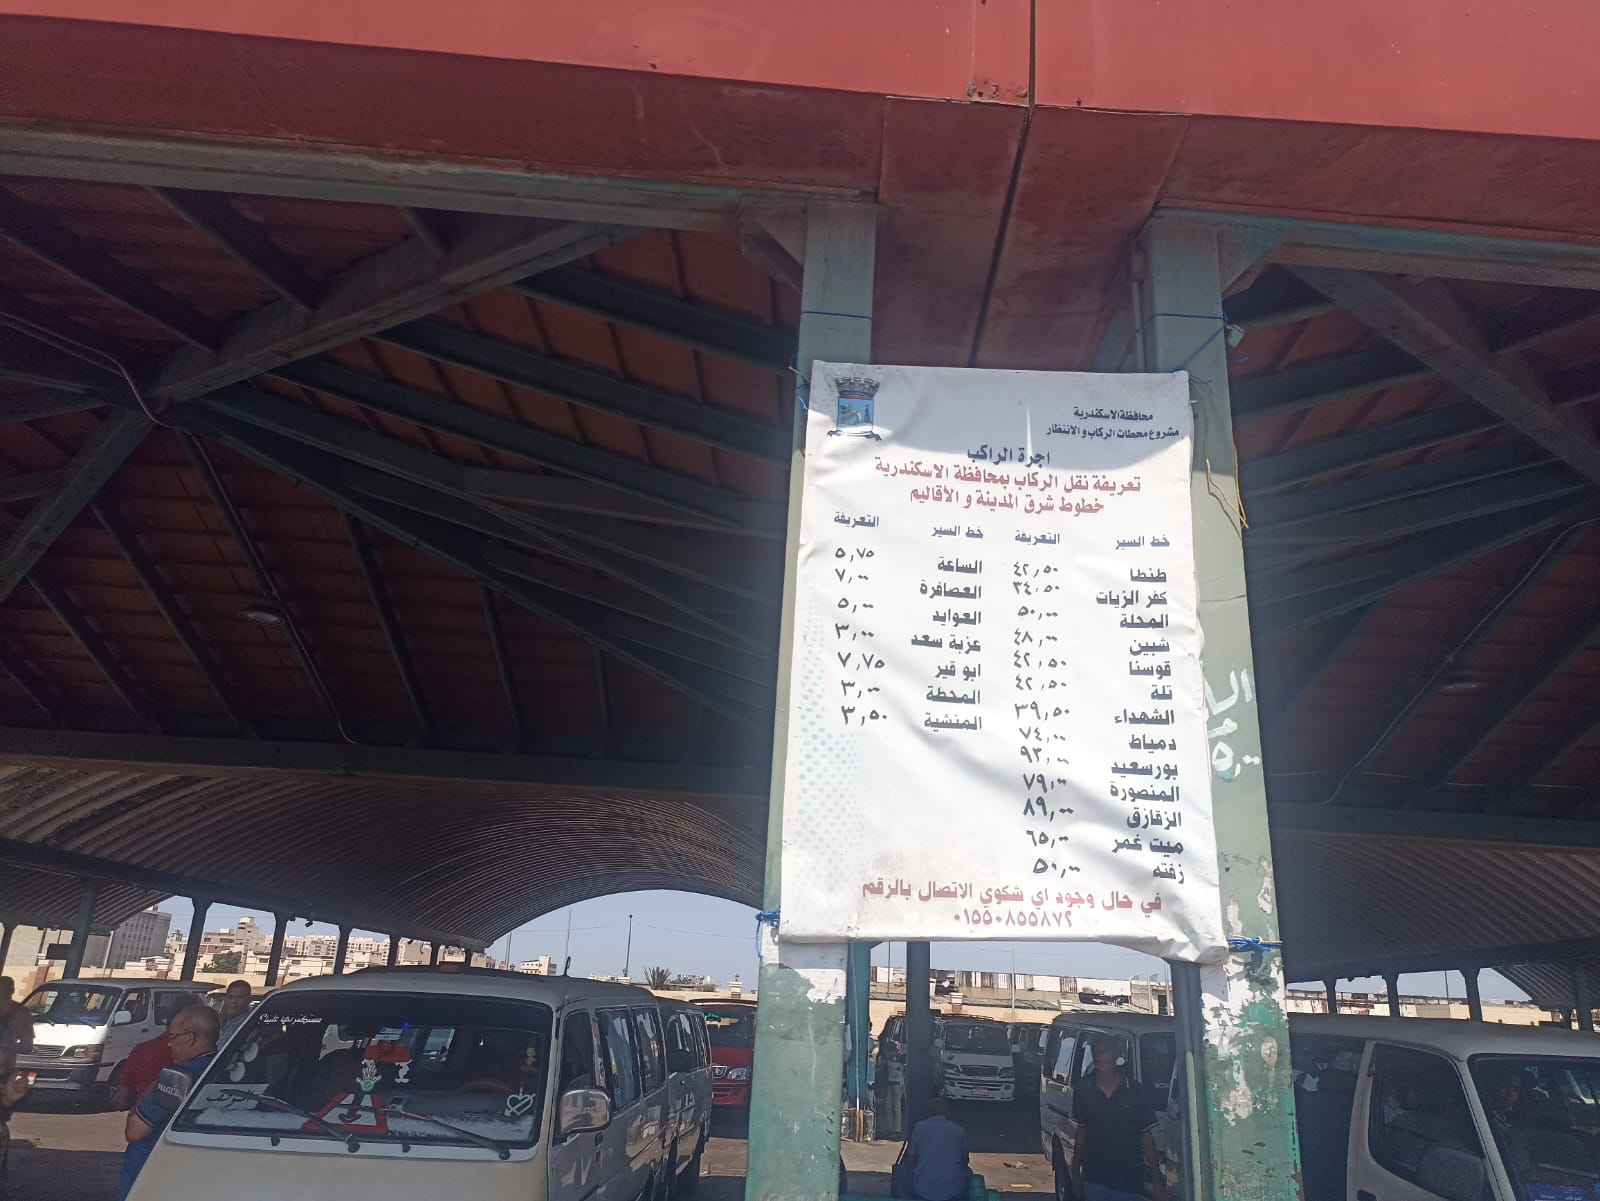 محافظة الاسكندرية
مشروع محطات الركاب و الانتظار
اجرة الراكب
تعريفة نقل الركاب بمحافظة الاسكندرية
خطوط شرق المدينة و الأقاليم
خط السير التعريفة خط السير التعريفة
طنطا ٤٢,٥٠ الساعة ٥,٧٥
كفر الزيات ٣٤,٥٠ العصافرة ٧,٠٠
المحلة ٥٠,٠٠ العوايد ٥,٠٠
شبين ٤٨,٠٠ عزبة سعد ٣,٠٠
قوسنا ٤٢,٥٠ ابو قير ٧,٧٥
تلة ٤٢,٥٠ المحطة ٣,٠٠
الشهداء ٣٩,٥٠ المنشية ٣,٥٠
دمياط ٧٤,٠٠
بورسعيد ٩٣,٠٠
المنصورة ٧٩,٠٠
الزقازق ٨٩,٠٠
ميت غمر ٦٥,٠٠
زفته ٥٠,٠٠
في حال وجود اي شكوي الاتصال بالرقم
٠١٥٥٠٨٥٥٨٧٢
٥,٠٠